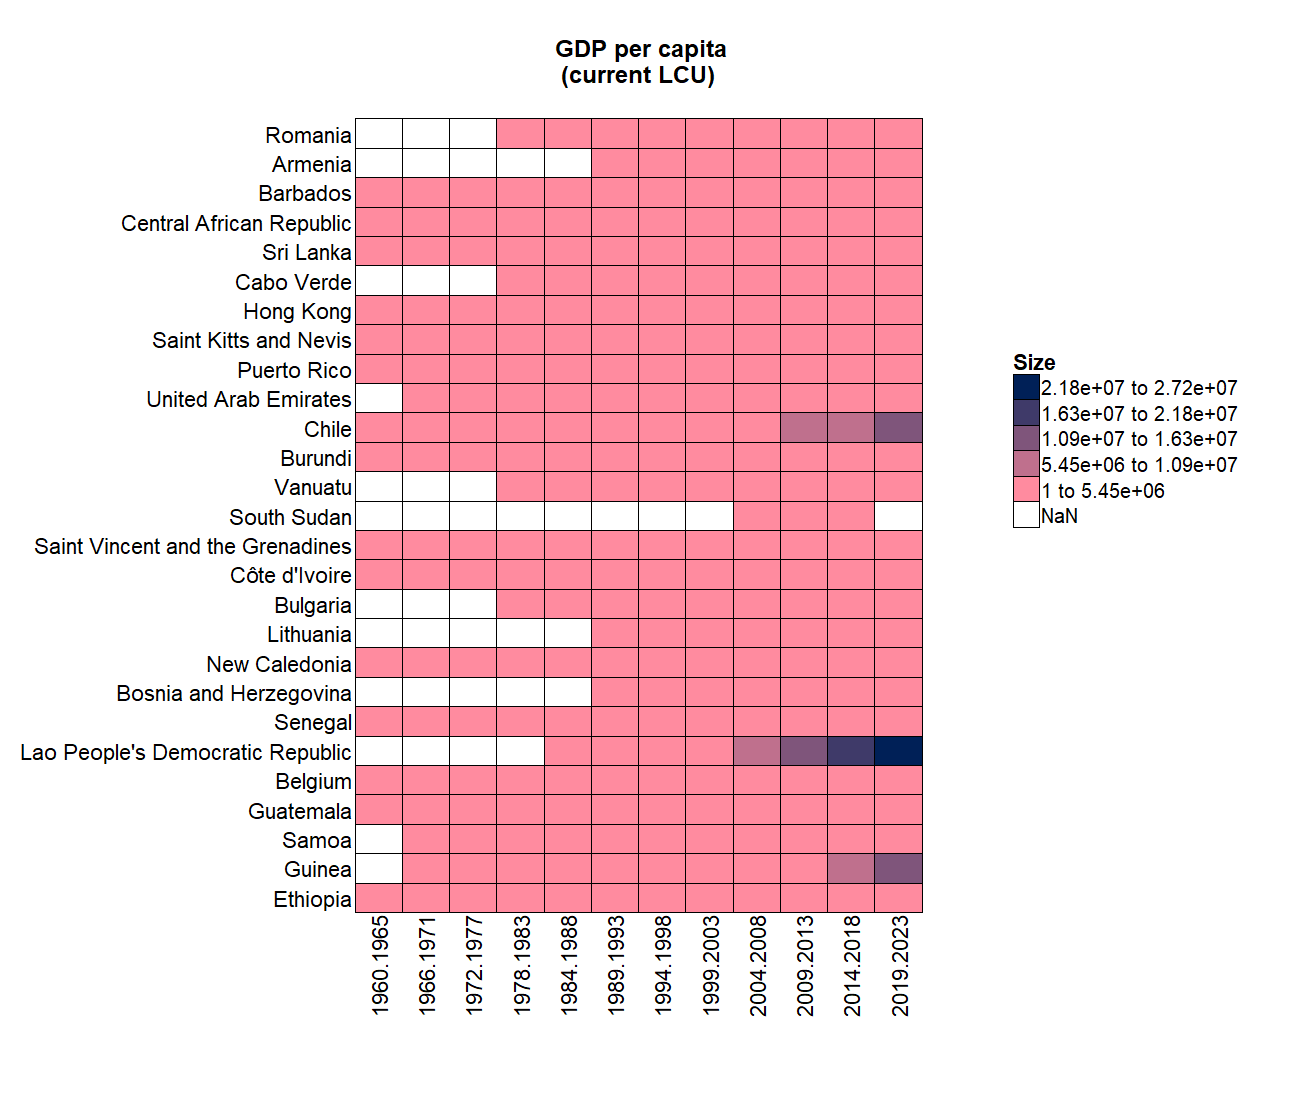 GDP per capita
(current LCU)
Romania
Armenia
Barbados
Central African Republic
Sri Lanka
Cabo Verde
Hong Kong
Saint Kitts and Nevis
Puerto Rico
United Arab Emirates
Chile
Burundi
Vanuatu
South Sudan
Saint Vincent and the Grenadines
Côte d'Ivoire
Bulgaria
Lithuania
New Caledonia
Bosnia and Herzegovina
Senegal
Lao People's Democratic Republic
Belgium
Guatemala
Samoa
Guinea
Ethiopia
1960.1965
1966.1971
1972.1977
1978.1983
1984.1988
1989.1993
1994.1998
1999.2003
2004.2008
2009.2013
2014.2018
2019.2023
Size
2.18e+07 to 2.72e+07
1.63e+07 to 2.18e+07
1.09e+07 to 1.63e+07
5.45e+06 to 1.09e+07
1 to 5.45e+06
NaN